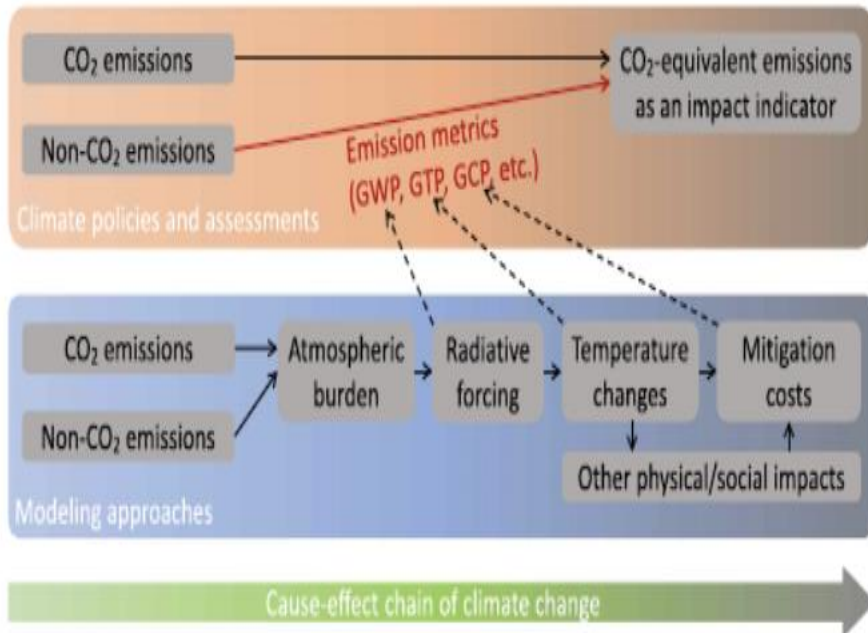 CO₂ emissions
CO₂-equivalent emissions
as an impact indicator
Non-CO₂ emissions
Emission metrics
(GWP, GTP, GCP, etc.)
Climate policies and assessments
CO₂ emissions
Atmospheric
burden
Radiative
forcing
Temperature
changes
Mitigation
costs
Non-CO₂ emissions
Other physical/social impacts
Modeling approaches
Cause-effect chain of climate change